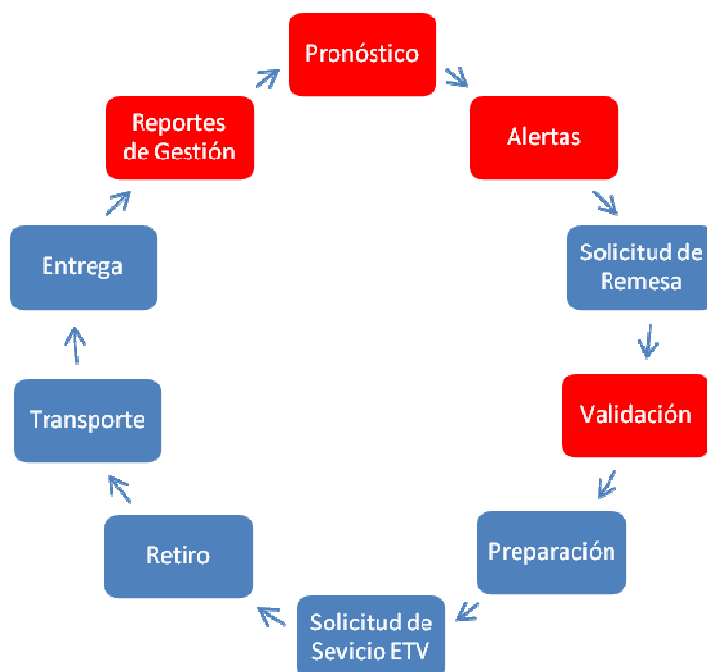 Pronóstico
Alertas
Solicitud de
Remesa
Validación
Preparación
Solicitud de
Sevicio ETV
Retiro
Transporte
Entrega
Reportes
de Gestión